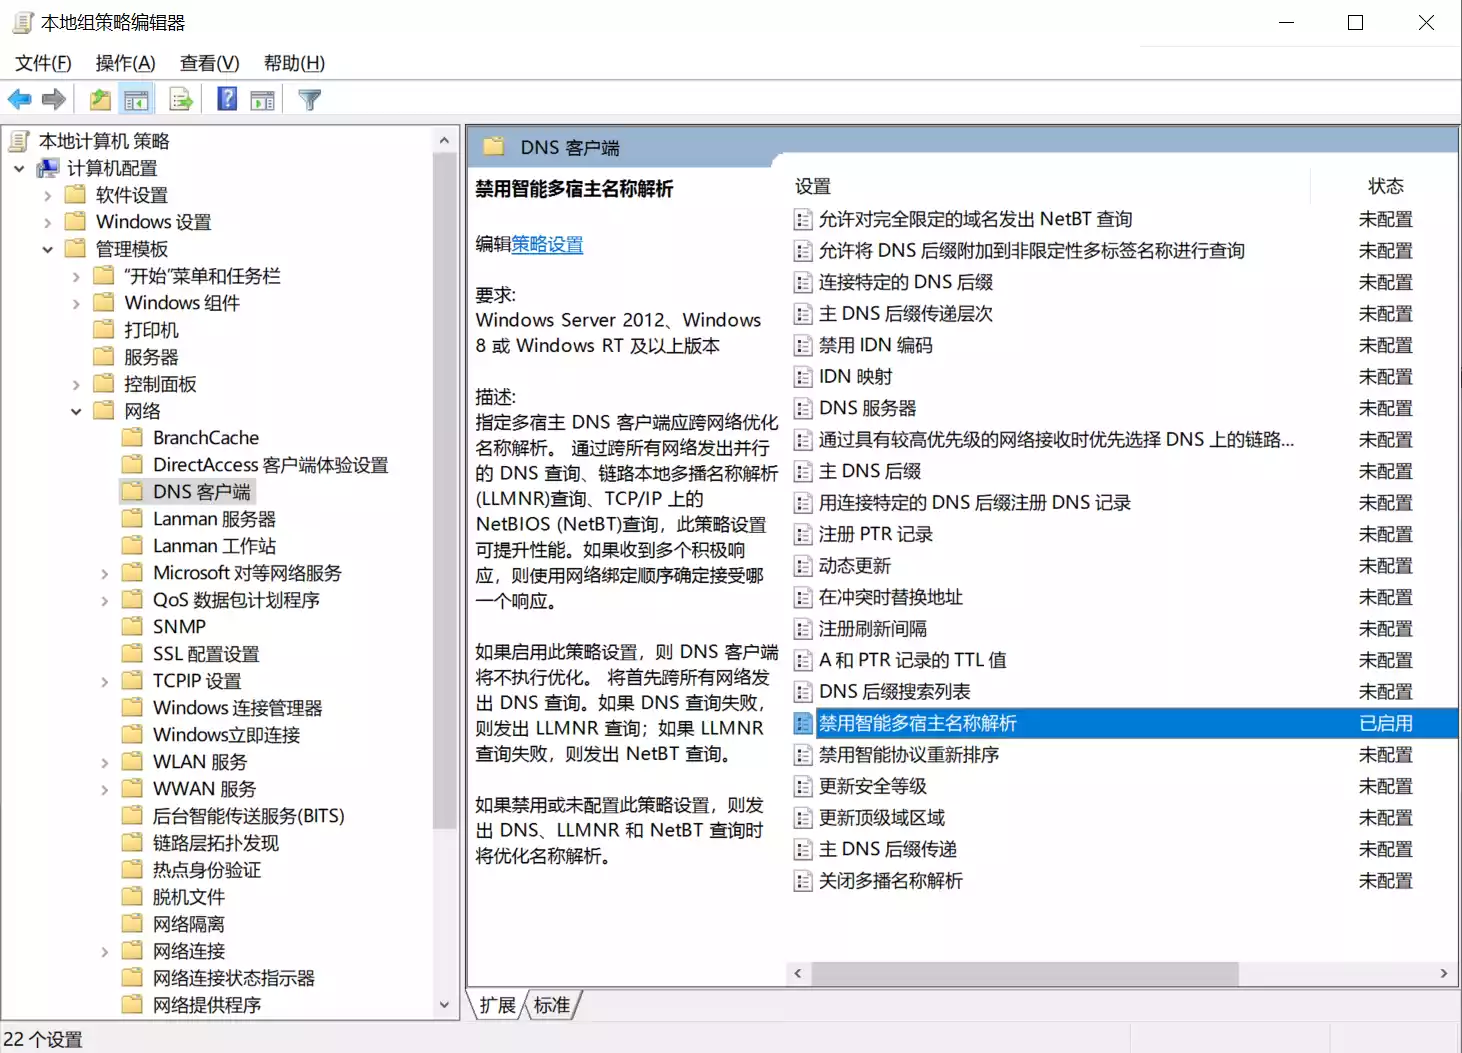 本地组策略编辑器
文件(F) 操作(A) 查看(V) 帮助(H)
本地计算机 策略
计算机配置
软件设置
Windows 设置
管理模板
“开始”菜单和任务栏
Windows 组件
打印机
服务器
控制面板
网络
BranchCache
DirectAccess 客户端体验设置
DNS 客户端
Lanman 服务器
Lanman 工作站
Microsoft 对等网络服务
QoS 数据包计划程序
SNMP
SSL 配置设置
TCPIP 设置
Windows 连接管理器
Windows立即连接
WLAN 服务
WWAN 服务
后台智能传送服务(BITS)
链路层拓扑发现
热点身份验证
脱机文件
网络隔离
网络连接
网络连接状态指示器
网络提供程序
DNS 客户端
禁用智能多宿主名称解析
编辑策略设置
要求:
Windows Server 2012、Windows
8 或 Windows RT 及以上版本
描述:
指定多宿主 DNS 客户端应跨网络优化
名称解析。 通过跨所有网络发出并行
的 DNS 查询、链路本地多播名称解析
(LLMNR)查询、TCP/IP 上的
NetBIOS (NetBT)查询，此策略设置
可提升性能。如果收到多个积极响
应，则使用网络绑定顺序确定接受哪
一个响应。
如果启用此策略设置，则 DNS 客户端
将不执行优化。 将首先跨所有网络发
出 DNS 查询。如果 DNS 查询失败，
则发出 LLMNR 查询；如果 LLMNR
查询失败，则发出 NetBT 查询。
如果禁用或未配置此策略设置，则发
出 DNS、LLMNR 和 NetBT 查询时
将优化名称解析。
设置 状态
允许对完全限定的域名发出 NetBT 查询 未配置
允许将 DNS 后缀附加到非限定性多标签名称进行查询 未配置
连接特定的 DNS 后缀 未配置
主 DNS 后缀传递层次 未配置
禁用 IDN 编码 未配置
IDN 映射 未配置
DNS 服务器 未配置
通过具有较高优先级的网络接收时优先选择 DNS 上的链路... 未配置
主 DNS 后缀 未配置
用连接特定的 DNS 后缀注册 DNS 记录 未配置
注册 PTR 记录 未配置
动态更新 未配置
在冲突时替换地址 未配置
注册刷新间隔 未配置
A 和 PTR 记录的 TTL 值 未配置
DNS 后缀搜索列表 未配置
禁用智能多宿主名称解析 已启用
禁用智能协议重新排序 未配置
更新安全等级 未配置
更新顶级域区域 未配置
主 DNS 后缀传递 未配置
关闭多播名称解析 未配置
扩展 标准
22 个设置